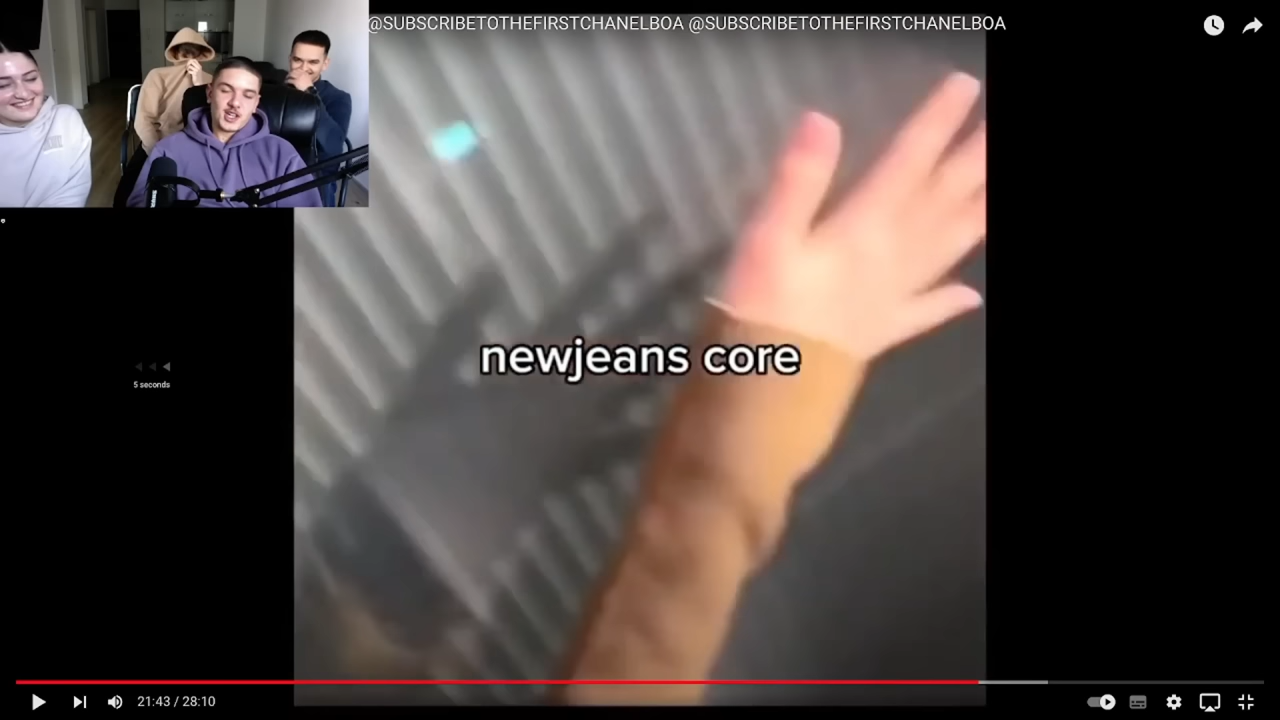 @SUBSCRIBETOTHEFIRSTCHANELBOA @SUBSCRIBETOTHEFIRSTCHANELBOA
newjeans core
5 seconds
21:43 / 28:10